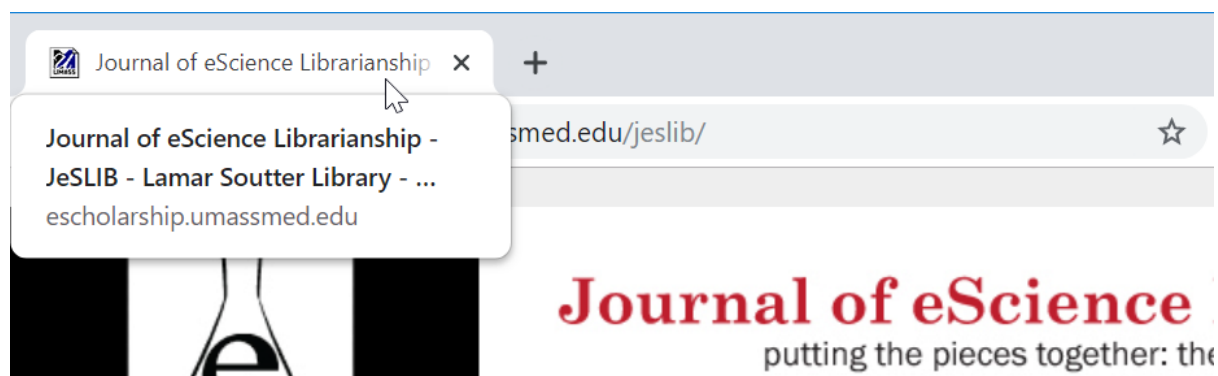 Journal of eScience Librarianship
Journal of eScience Librarianship -
JeSLIB - Lamar Soutter Library - ...
escholarship.umassmed.edu
smed.edu/jeslib/
UMASS
e
Journal of eScience
putting the pieces together: the